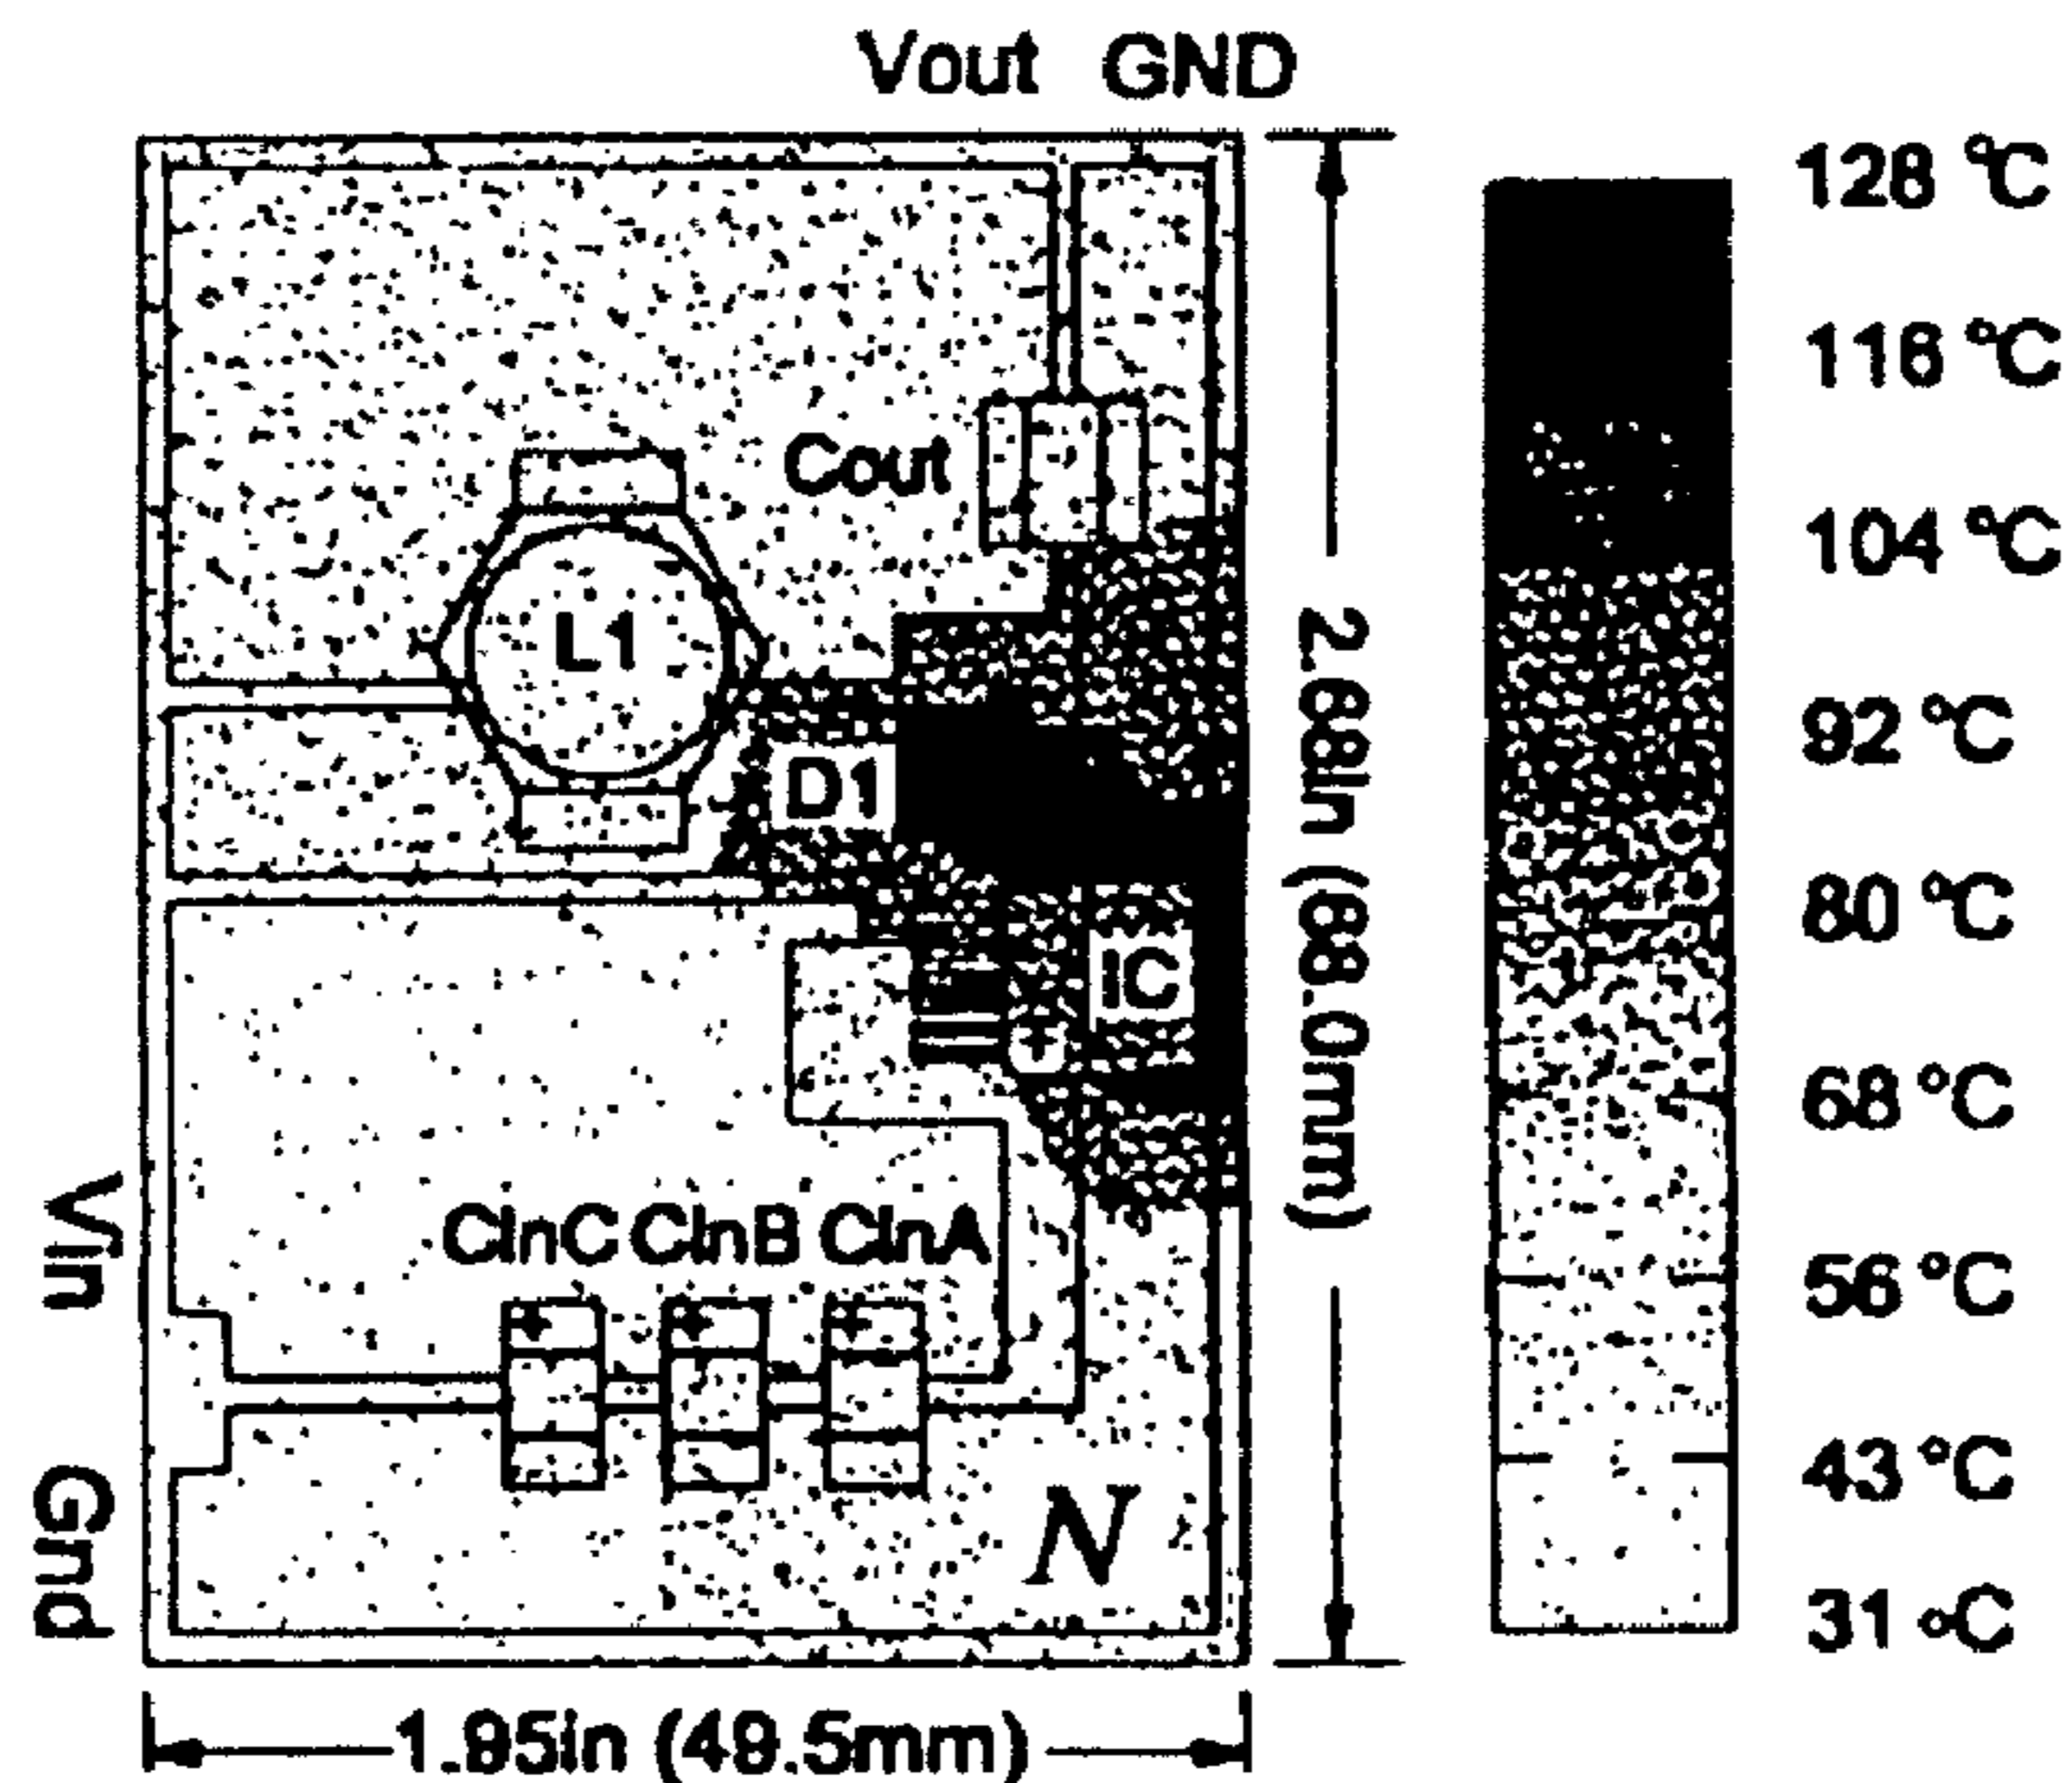 Vout GND
128 °C
116 °C
104 °C
92 °C
80 °C
68 °C
56 °C
43 °C
31 °C
Cout
L1
D1
IC
+
2.68in (68.0mm)
CinC CinB CinA
+ + +
Vin
Gnd
N
1.95in (49.5mm)